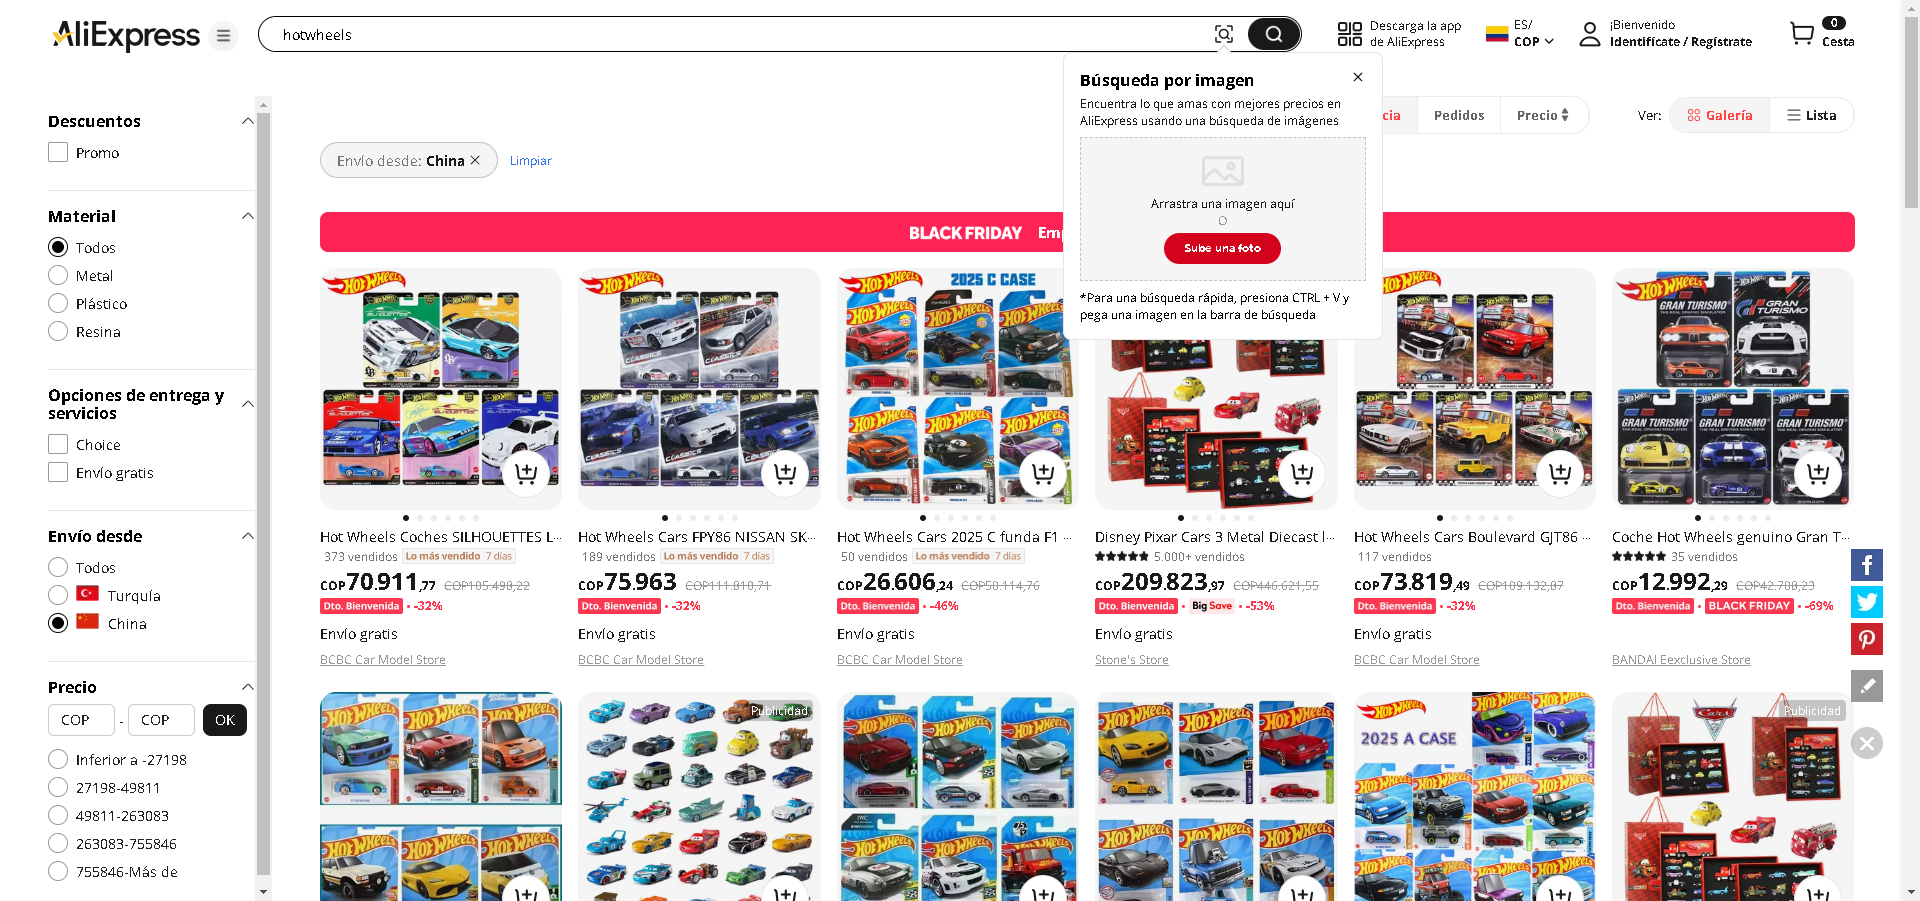 AliExpress
hotwheels
Descarga la app
de AliExpress
ES/
COP
¡Bienvenido
Identifícate / Regístrate
0
Cesta
Búsqueda por imagen
Encuentra lo que amas con mejores precios en
AliExpress usando una búsqueda de imágenes
Arrastra una imagen aquí
O
Sube una foto
*Para una búsqueda rápida, presiona CTRL + V y
pega una imagen en la barra de búsqueda
Descuentos
Promo
Material
Todos
Metal
Plástico
Resina
Opciones de entrega y
servicios
Choice
Envío gratis
Envío desde
Todos
Turquía
China
Precio
COP - COP OK
Inferior a -27198
27198-49811
49811-263083
263083-755846
755846-Más de
cia Pedidos Precio Ver: Galería Lista
Envío desde: China Limpiar
BLACK FRIDAY
Hot Wheels Coches SILHOUETTES L...
373 vendidos Lo más vendido 7 días
COP70.911,77 COP105.498,22
Dto. Bienvenida -32%
Envío gratis
BCBC Car Model Store
Hot Wheels Cars FPY86 NISSAN SK...
189 vendidos Lo más vendido 7 días
COP75.963 COP111.810,71
Dto. Bienvenida -32%
Envío gratis
BCBC Car Model Store
2025 C CASE
Hot Wheels Cars 2025 C funda F1 ...
50 vendidos Lo más vendido 7 días
COP26.606,24 COP50.114,76
Dto. Bienvenida -46%
Envío gratis
BCBC Car Model Store
Disney Pixar Cars 3 Metal Diecast l...
5.000+ vendidos
COP209.823,97 COP446.621,55
Dto. Bienvenida Big Save -53%
Envío gratis
Stone's Store
Hot Wheels Cars Boulevard GJT86 ...
117 vendidos
COP73.819,49 COP109.132,87
Dto. Bienvenida -32%
Envío gratis
BCBC Car Model Store
GRAN TURISMO
GRAN TURISMO
GRAN TURISMO
GRAN TURISMO
GRAN TURISMO
Coche Hot Wheels genuino Gran T...
35 vendidos
COP12.992,29 COP42.708,23
Dto. Bienvenida BLACK FRIDAY -69%
Envío gratis
BANDAI Eexclusive Store
Publicidad
2025 A CASE
Publicidad
Cars